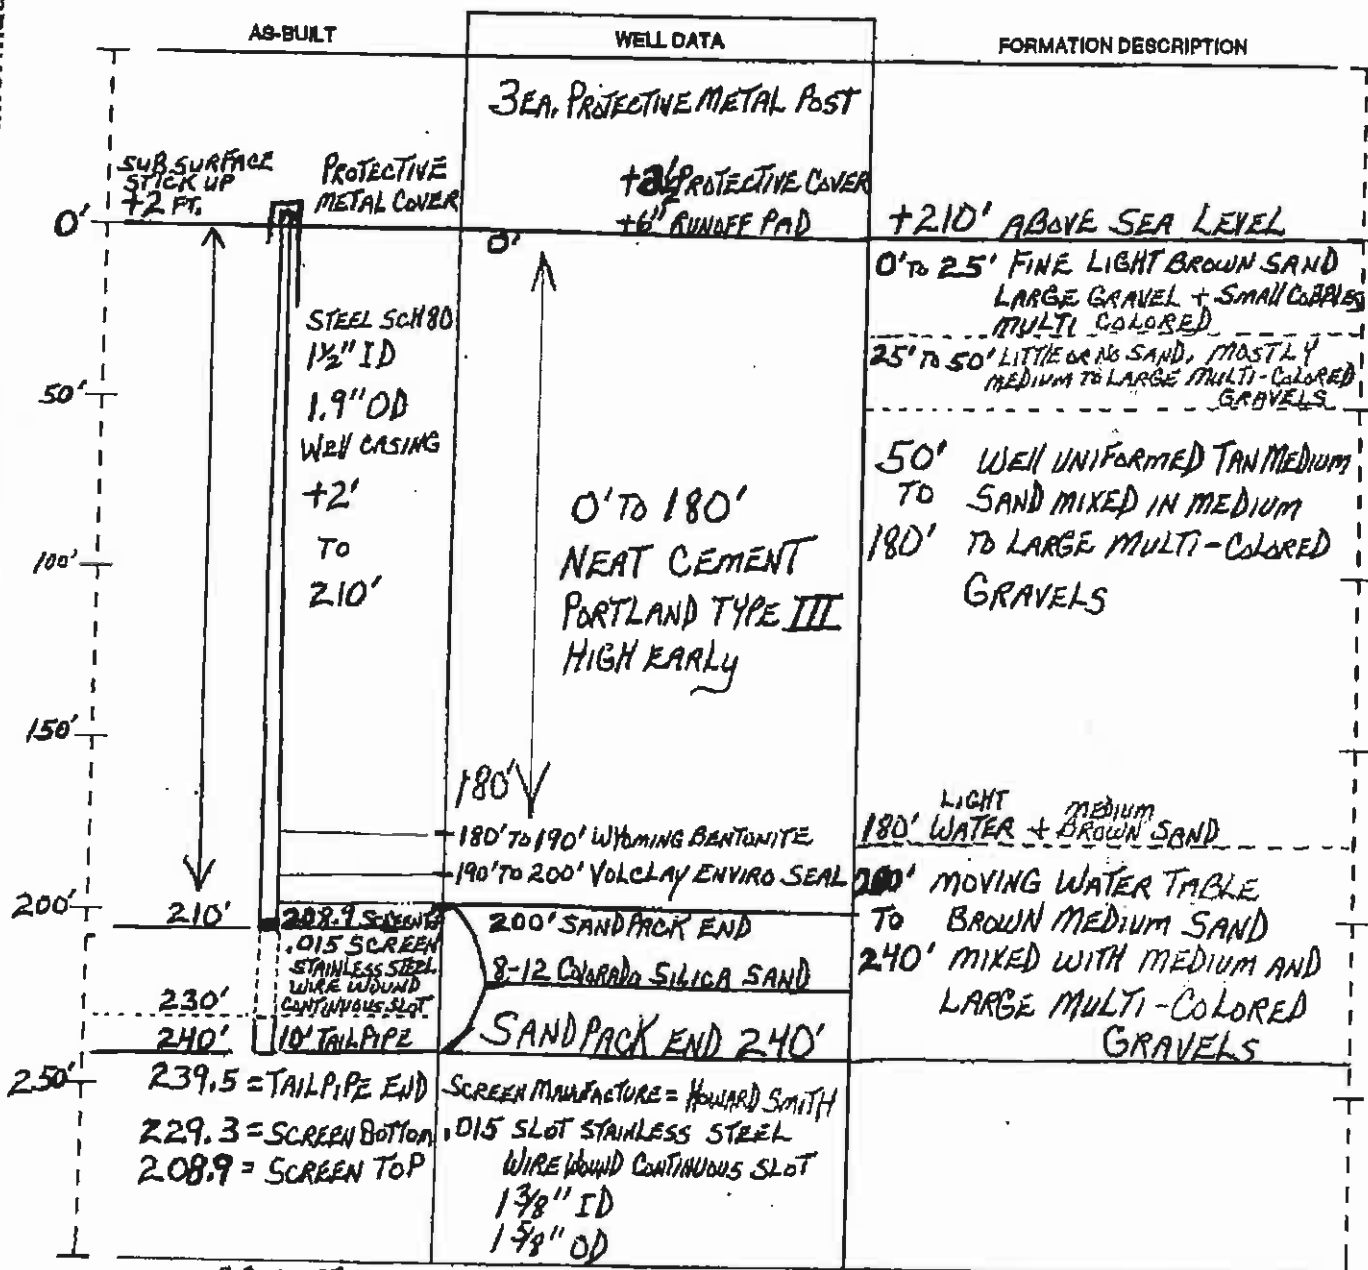 AS-BUILT
WELL DATA
FORMATION DESCRIPTION
SUB SURFACE
STICK UP
+2 FT.
PROTECTIVE
METAL COVER
0'
50'
100'
150'
200'
250'
STEEL SCH 80
1½" ID
1.9" OD
WELL CASING
+2'
TO
210'
210'
208.9 SCREEN
.015 SCREEN
STAINLESS STEEL
WIRE WOUND
CONTINUOUS SLOT
230'
240'
10' TAILPIPE
239.5 = TAILPIPE END
229.3 = SCREEN BOTTOM
208.9 = SCREEN TOP
3 EA. PROTECTIVE METAL POST
PROTECTIVE COVER
+6" RUNOFF PAD
0'
0' TO 180'
NEAT CEMENT
PORTLAND TYPE III
HIGH EARLY
180'
180' TO 190' WYOMING BENTONITE
190' TO 200' VOLCLAY ENVIRO SEAL
200' SANDPACK END
8-12 COLORADO SILICA SAND
SANDPACK END 240'
SCREEN MANUFACTURE = HOWARD SMITH
.015 SLOT STAINLESS STEEL
WIRE WOUND CONTINUOUS SLOT
1 3/8" ID
1 5/8" OD
+210' ABOVE SEA LEVEL
0' TO 25' FINE LIGHT BROWN SAND
LARGE GRAVEL + SMALL COBBLES
MULTI COLORED
25' TO 50' LITTLE OR NO SAND, MOSTLY
MEDIUM TO LARGE MULTI-COLORED
GRAVELS
50' WELL UNIFORMED TAN MEDIUM
TO SAND MIXED IN MEDIUM
180' TO LARGE MULTI-COLORED
GRAVELS
LIGHT MEDIUM
180' WATER + BROWN SAND
200' MOVING WATER TABLE
TO BROWN MEDIUM SAND
240' MIXED WITH MEDIUM AND
LARGE MULTI-COLORED
GRAVELS